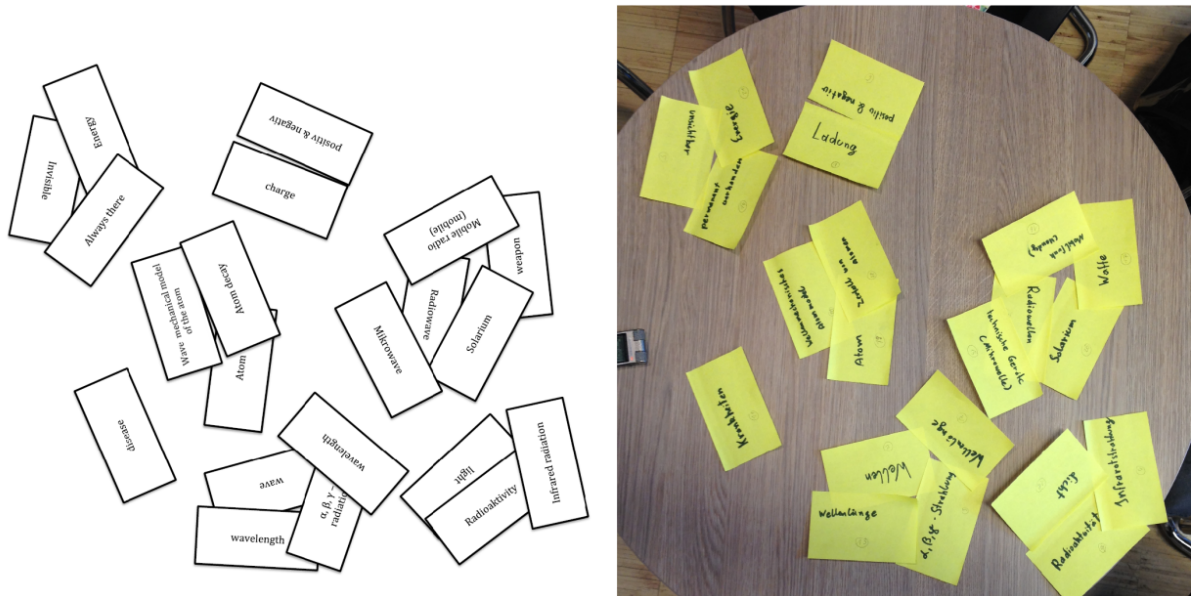 Energy
Invisible
Always there
positiv & negativ
charge
Wave mechanical model
of the atom
Atom decay
Atom
Mobile radio
(mobile)
weapon
Radiowave
Mikrowave
Solarium
disease
wavelength
wave
wavelength
α, β, γ –
radiatio
light
Radioaktivity
Infrared radiation
Energie
unsichtbar
permanent
vorhanden
positiv & negativ
Ladung
Wellenmechanisches
Atommodell
Zerfall von
Atomen
Atom
Mobilfunk
(Handy)
Waffe
Radiowellen
technische Geräte
(Mikrowelle)
Solarium
Krankheiten
Wellenlänge
Wellen
Wellenlänge
α, β, γ - Strahlung
Licht
Radioaktivität
Infrarotstrahlung